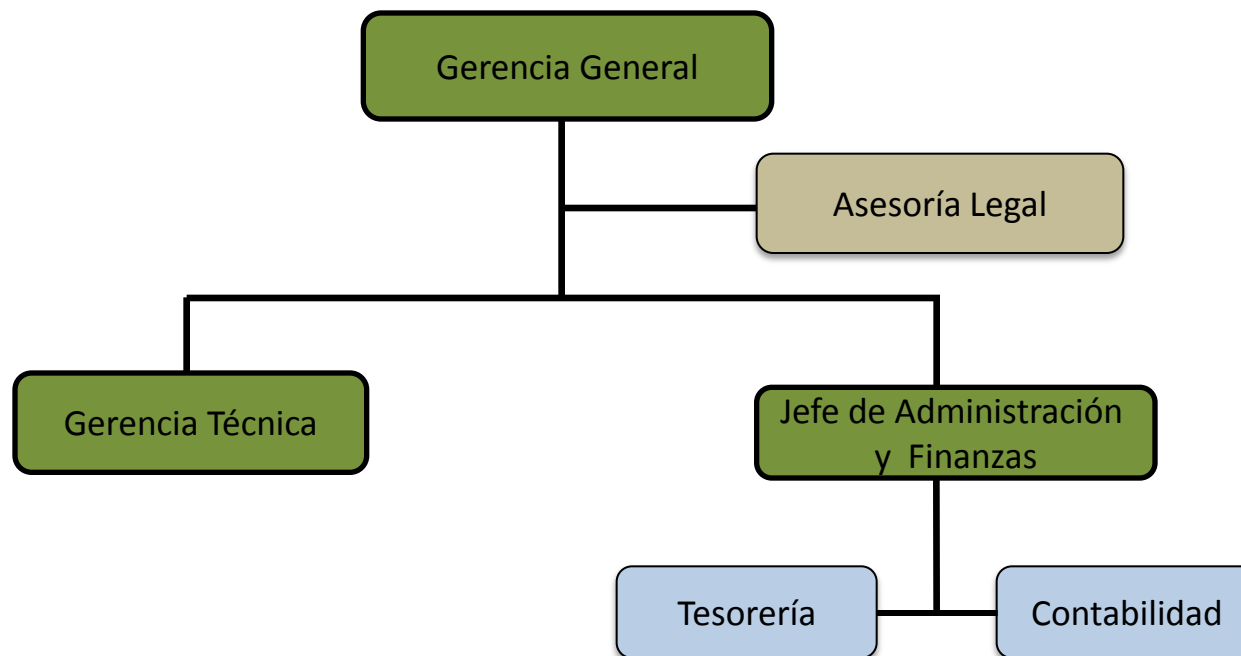 Gerencia General
Asesoría Legal
Gerencia Técnica
Jefe de Administración
y Finanzas
Tesorería
Contabilidad